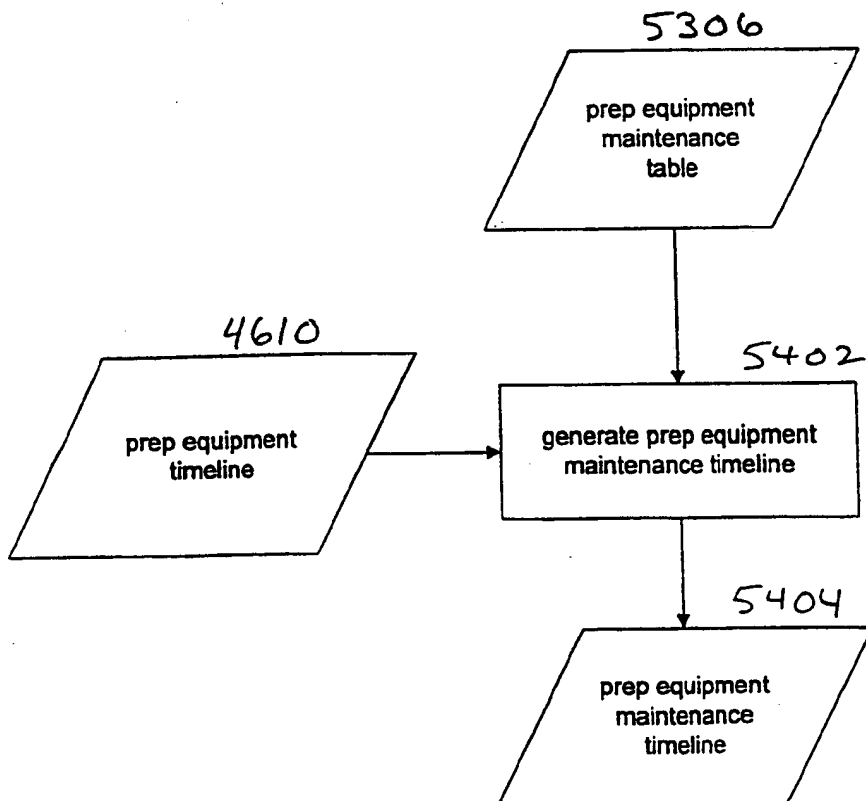 5306
prep equipment
maintenance
table
4610
prep equipment
timeline
5402
generate prep equipment
maintenance timeline
5404
prep equipment
maintenance
timeline